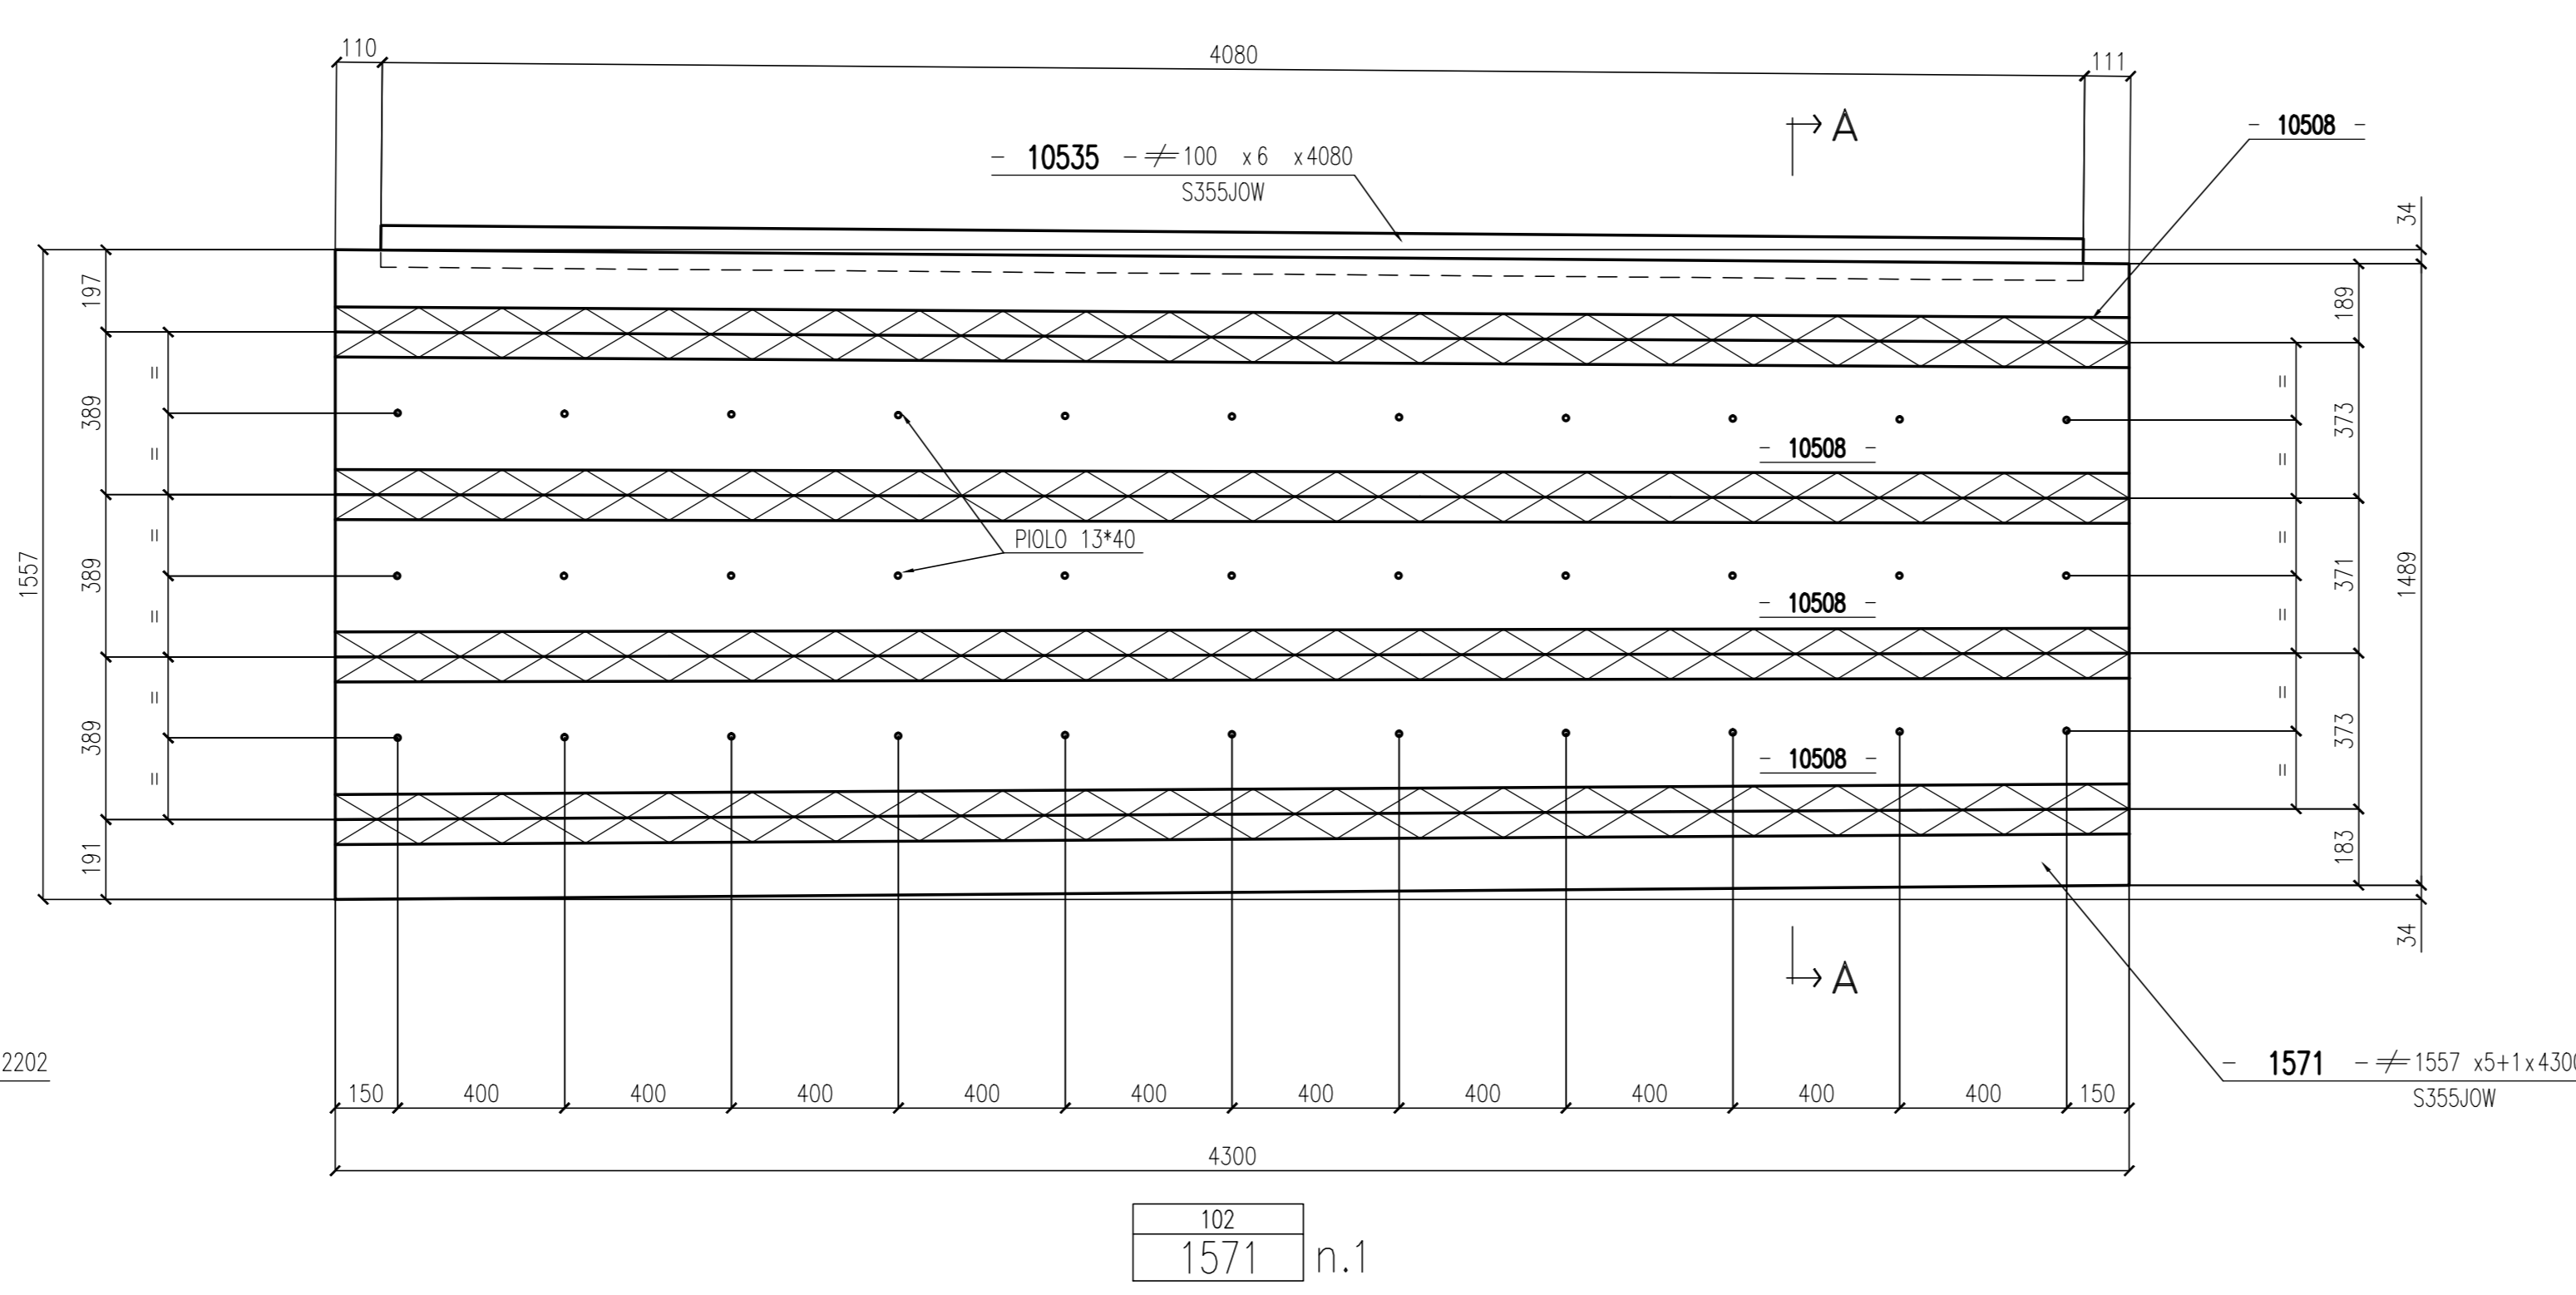 110
4080
111
A
- 10508 -
- 10535 - ≠ 100 x6 x4080
S355J0W
34
197
189
=
=
389
373
- 10508 -
=
=
PIOLO 13*40
=
=
1557
389
371
1489
- 10508 -
=
=
=
=
389
373
- 10508 -
=
=
191
183
34
A
2202
- 1571 - ≠ 1557 x5+1x4300
S355J0W
150 400 400 400 400 400 400 400 400 400 400 150
4300
102
1571 n.1